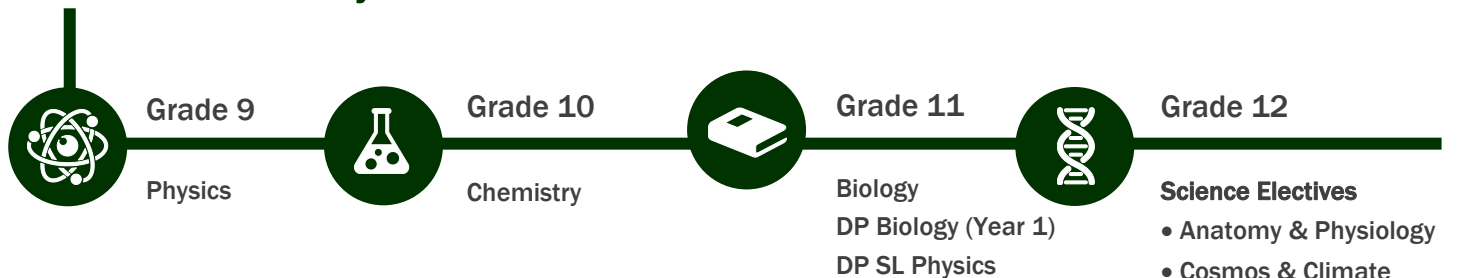 Grade 9
Physics
Grade 10
Chemistry
Grade 11
Biology
DP Biology (Year 1)
DP SL Physics
Grade 12
Science Electives
• Anatomy & Physiology
• Cosmos & Climate